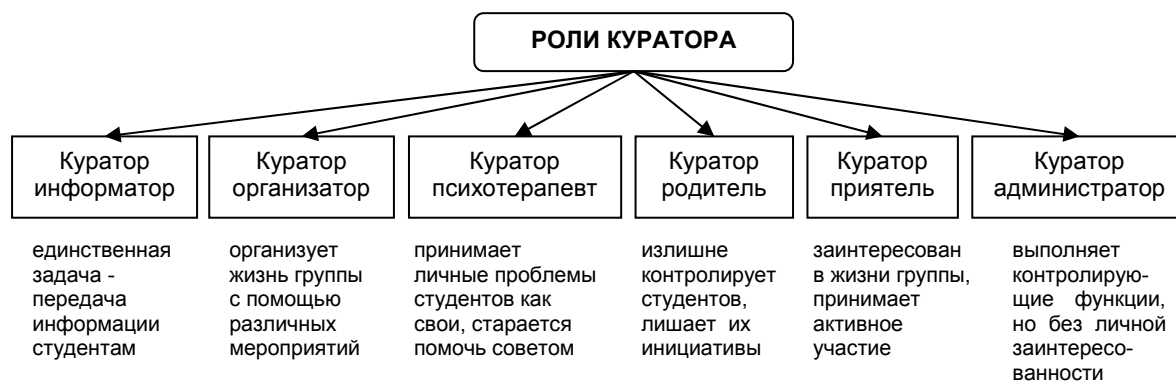 РОЛИ КУРАТОРА
Куратор
информатор
Куратор
организатор
Куратор
психотерапевт
Куратор
родитель
Куратор
приятель
Куратор
администратор
единственная
задача -
передача
информации
студентам
организует
жизнь группы
с помощью
различных
мероприятий
принимает
личные проблемы
студентов как
свои, старается
помочь советом
излишне
контролирует
студентов,
лишает их
инициативы
заинтересован
в жизни группы,
принимает
активное
участие
выполняет
контролирую-
щие функции,
но без личной
заинтересо-
ванности